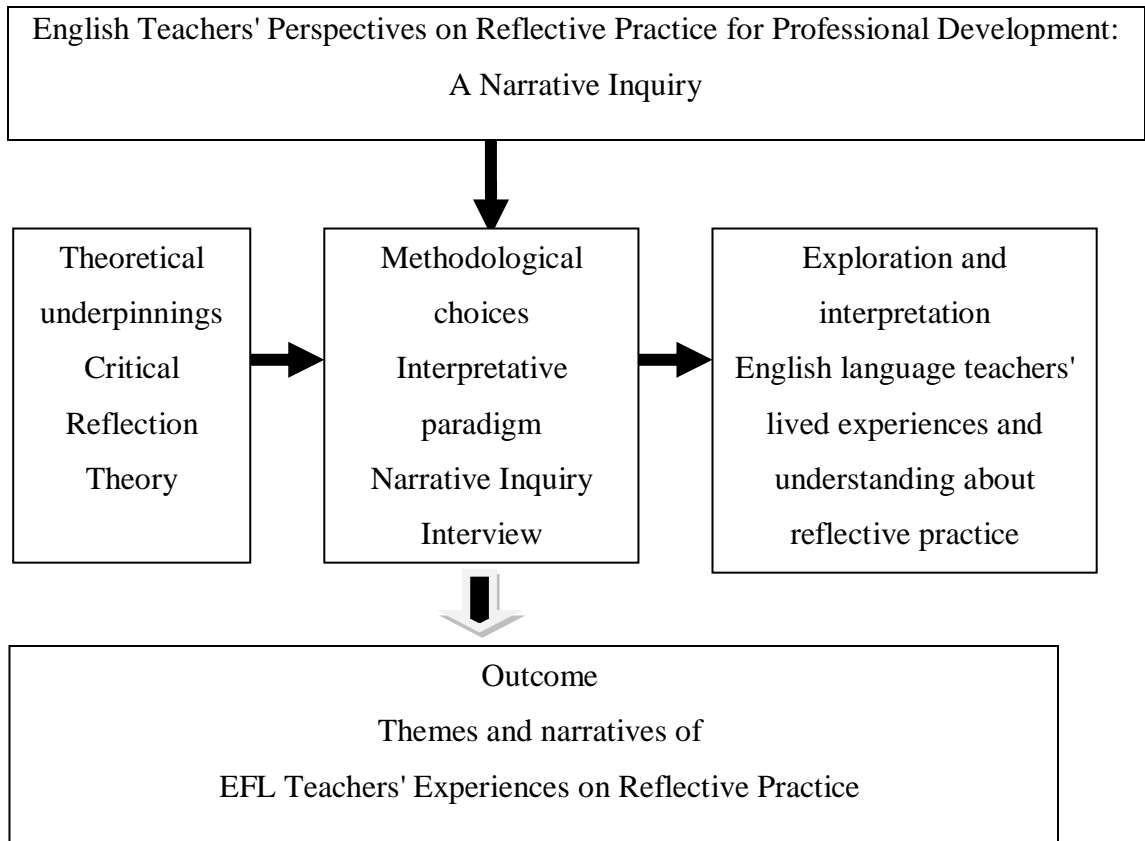 English Teachers' Perspectives on Reflective Practice for Professional Development:
A Narrative Inquiry
Theoretical
underpinnings
Critical
Reflection
Theory
Methodological
choices
Interpretative
paradigm
Narrative Inquiry
Interview
Exploration and
interpretation
English language teachers'
lived experiences and
understanding about
reflective practice
Outcome
Themes and narratives of
EFL Teachers' Experiences on Reflective Practice